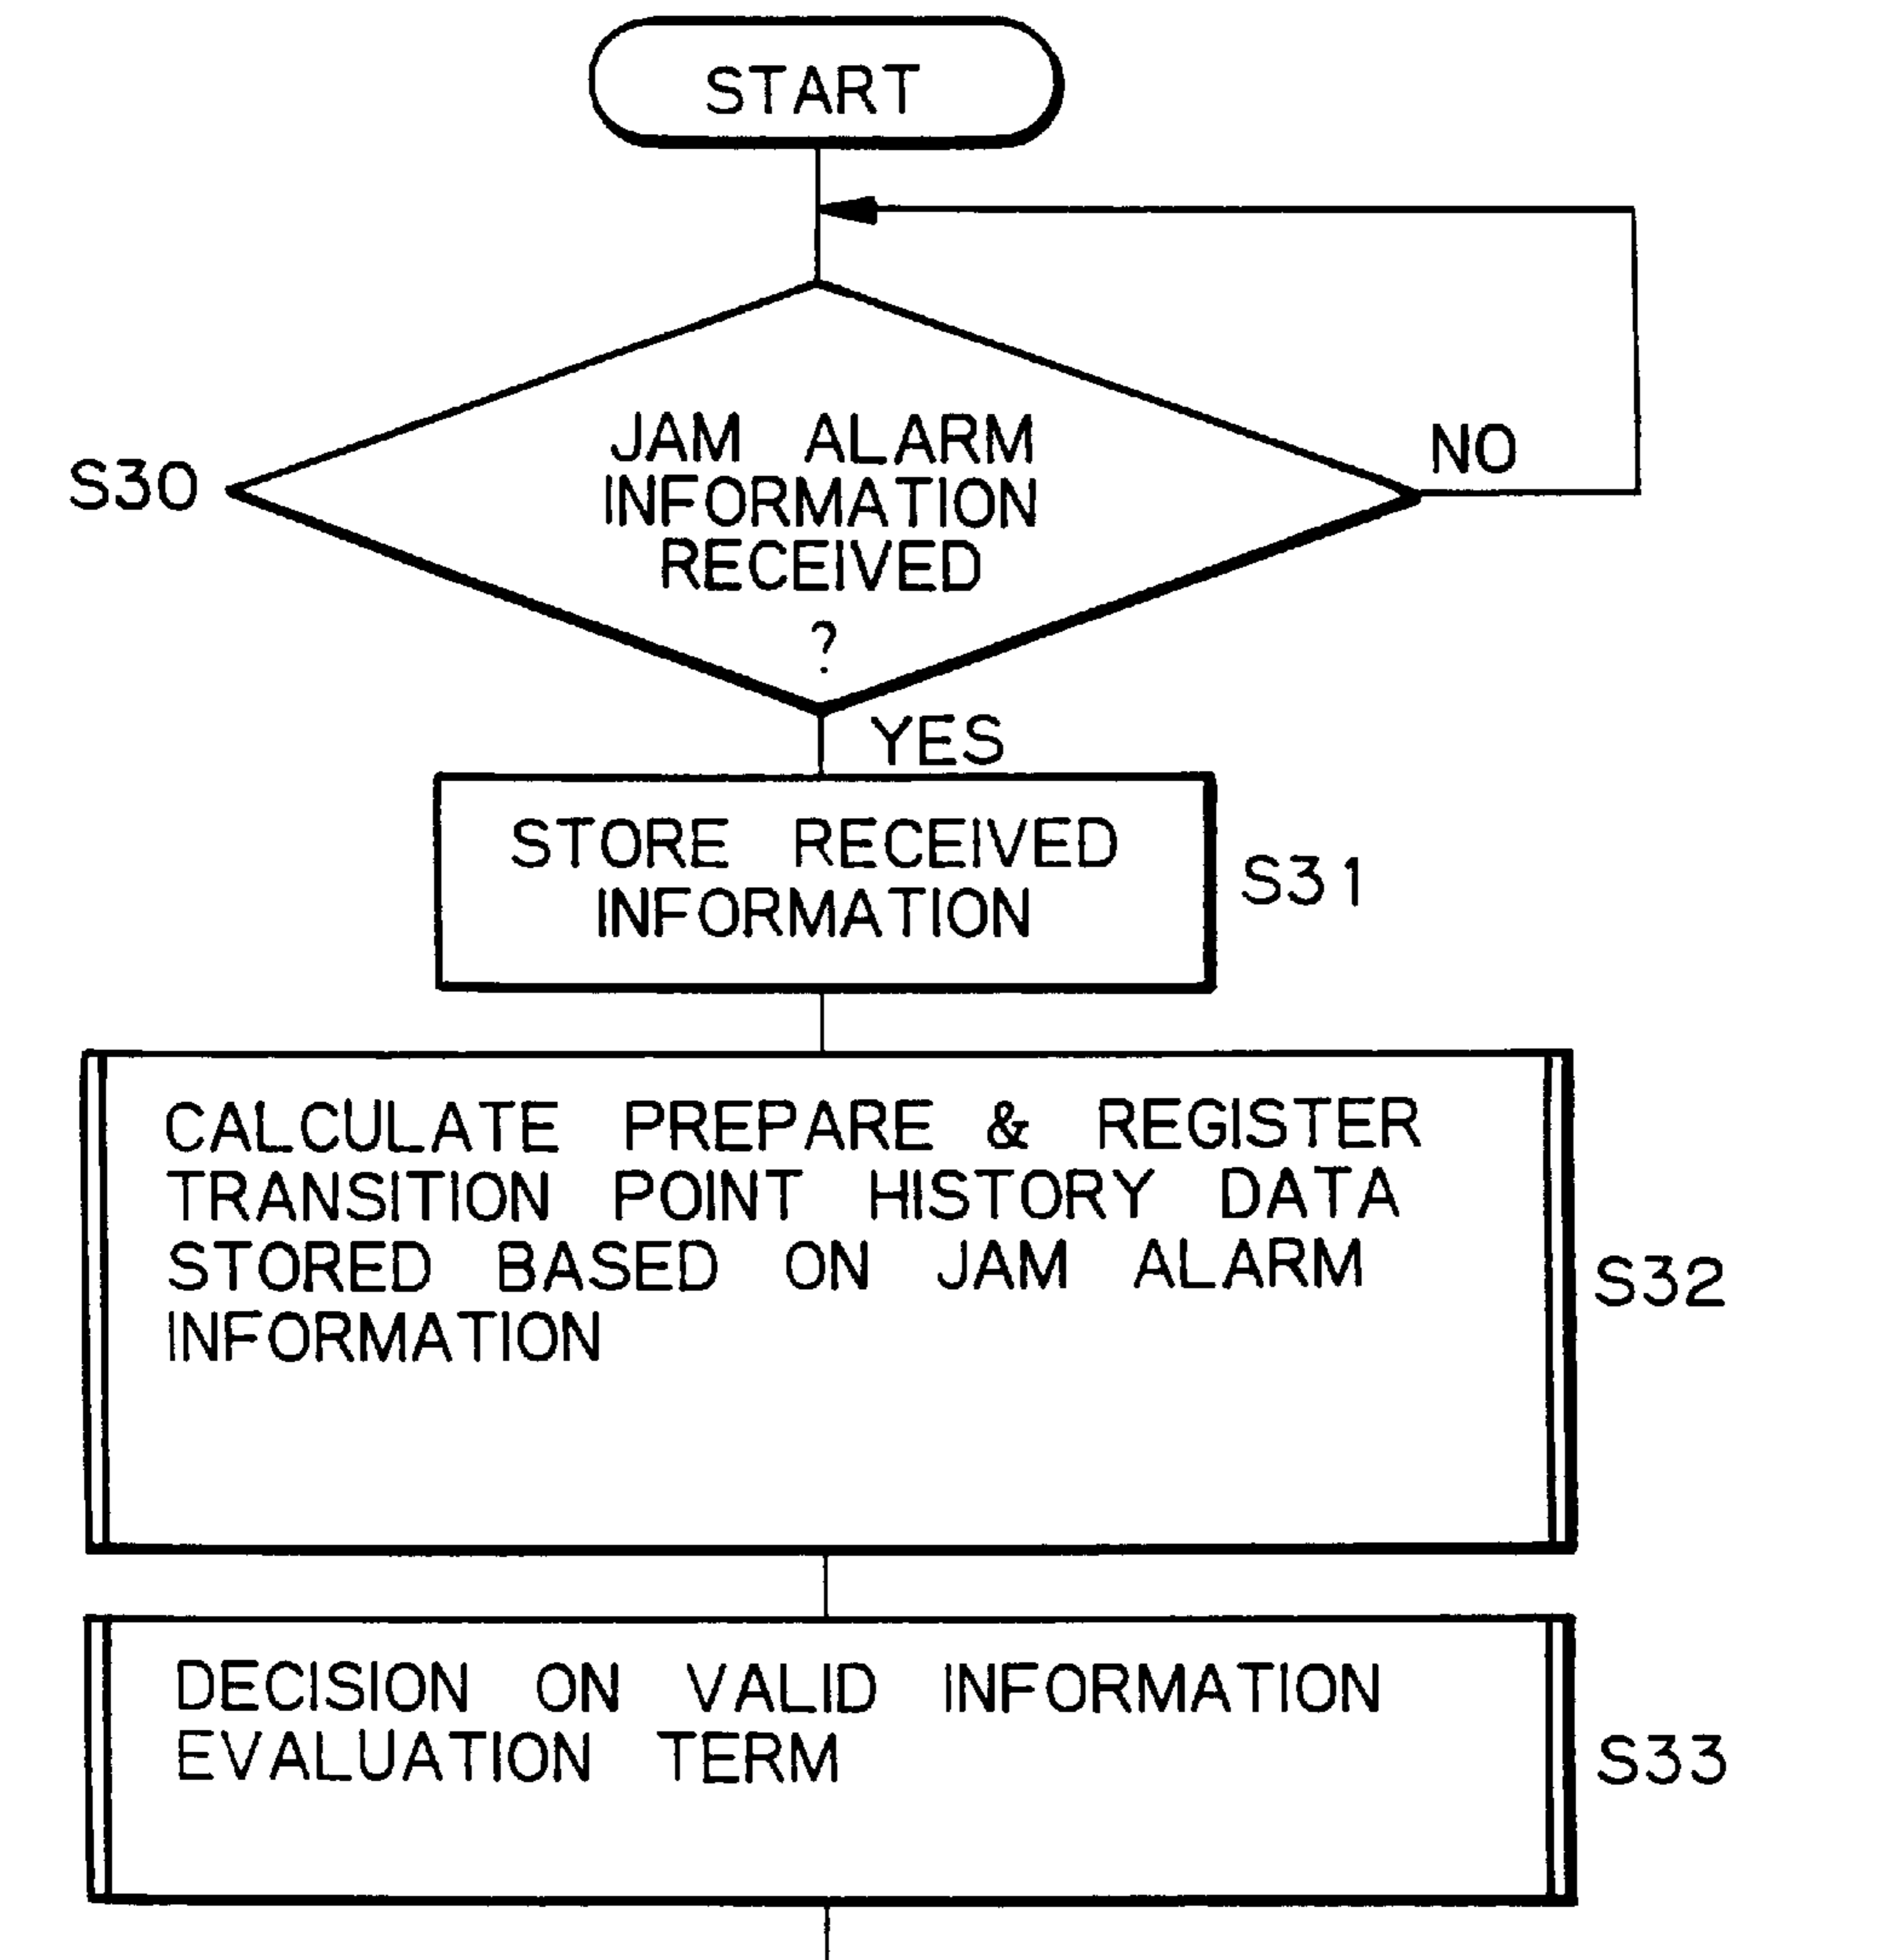 START
JAM ALARM
INFORMATION
RECEIVED
?
S30
NO
YES
STORE RECEIVED
INFORMATION
S31
CALCULATE PREPARE & REGISTER
TRANSITION POINT HISTORY DATA
STORED BASED ON JAM ALARM
INFORMATION
S32
DECISION ON VALID INFORMATION
EVALUATION TERM
S33